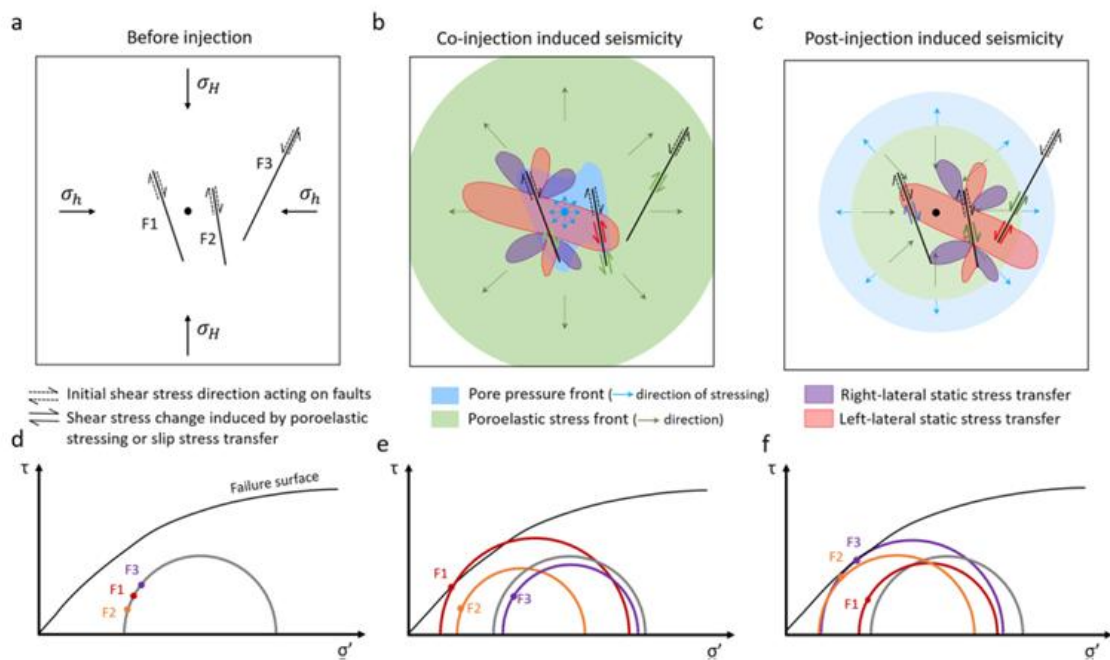 a
Before injection
σH
σh
F1
F2
F3
σh
σH
b
Co-injection induced seismicity
c
Post-injection induced seismicity
Initial shear stress direction acting on faults
Shear stress change induced by poroelastic
stressing or slip stress transfer
Pore pressure front (→ direction of stressing)
Poroelastic stress front (→ direction)
Right-lateral static stress transfer
Left-lateral static stress transfer
d
τ
Failure surface
F3
F1
F2
σ'
e
τ
F1
F2
F3
σ'
f
τ
F3
F2
F1
σ'